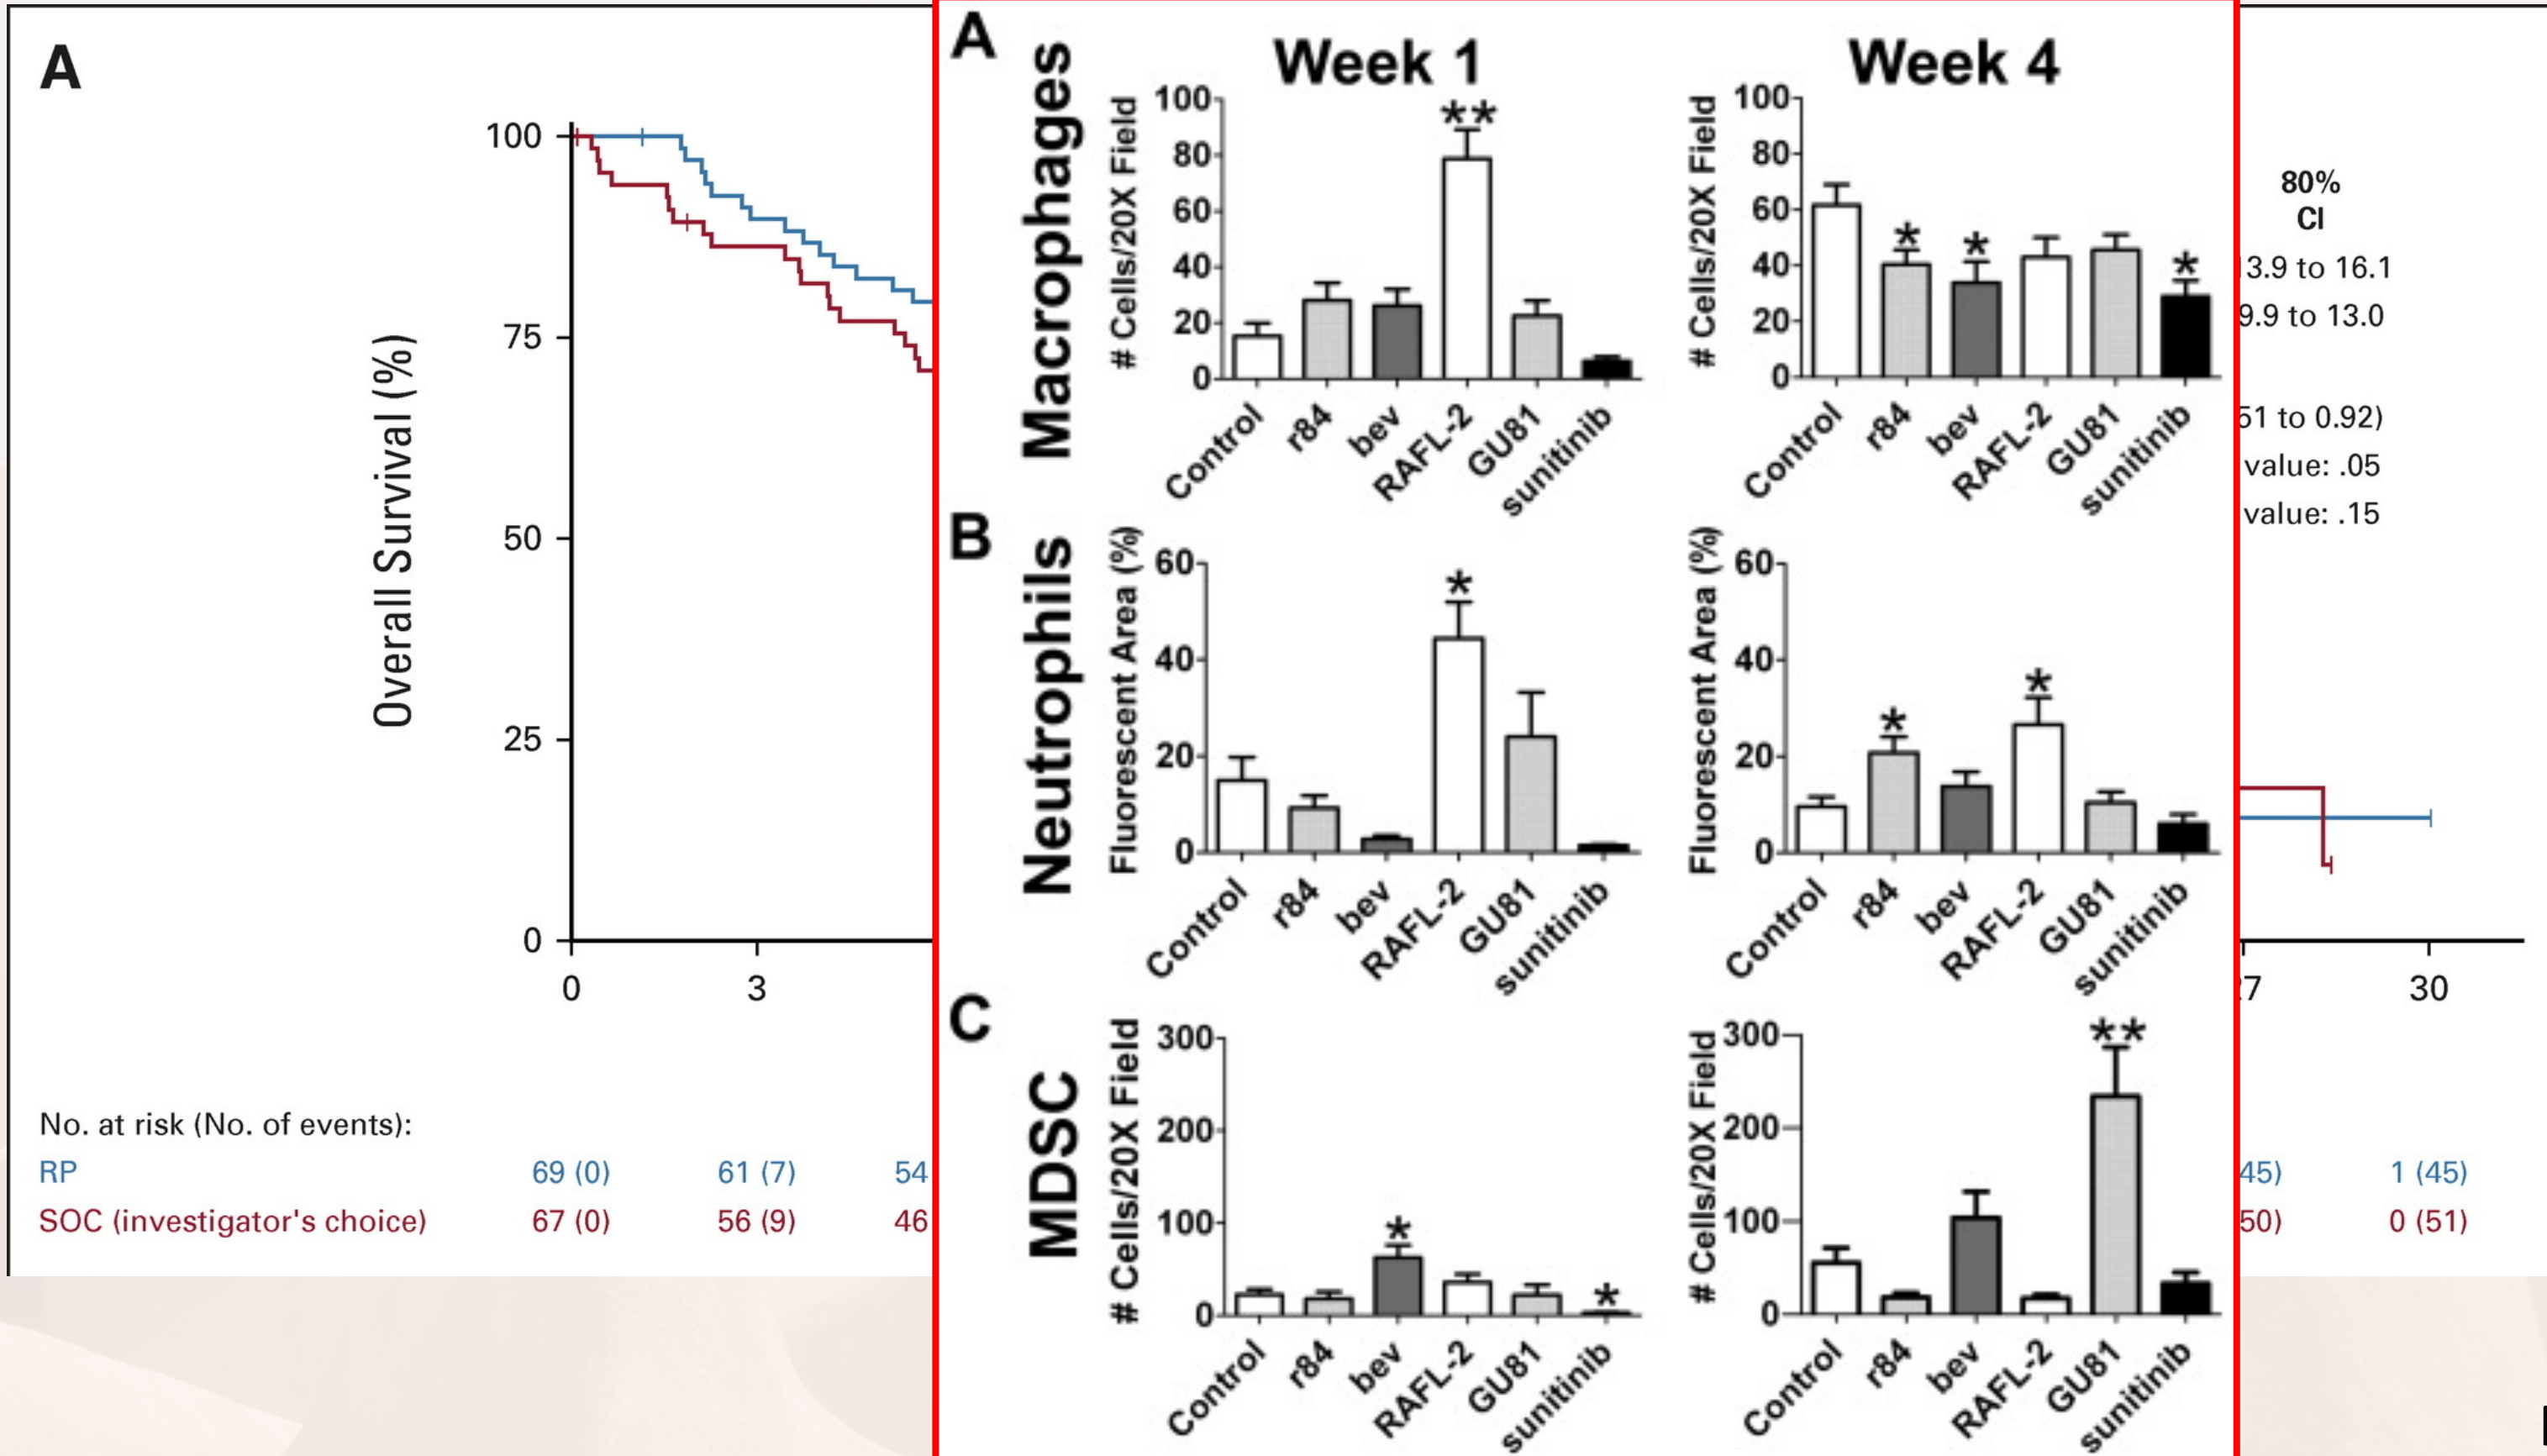 A
Overall Survival (%)
100
75
50
25
0
0
3
No. at risk (No. of events):
RP
69 (0)
61 (7)
54
SOC (investigator's choice)
67 (0)
56 (9)
46
A
Macrophages
Week 1
# Cells/20X Field
100
80
60
40
20
0
**
Control
r84
bev
RAFL-2
GU81
sunitinib
Week 4
# Cells/20X Field
100
80
60
40
20
0
*
*
*
Control
r84
bev
RAFL-2
GU81
sunitinib
B
Neutrophils
Fluorescent Area (%)
60
40
20
0
*
Control
r84
bev
RAFL-2
GU81
sunitinib
Fluorescent Area (%)
60
40
20
0
*
*
Control
r84
bev
RAFL-2
GU81
sunitinib
C
MDSC
# Cells/20X Field
300
200
100
0
*
*
Control
r84
bev
RAFL-2
GU81
sunitinib
# Cells/20X Field
300
200
100
0
**
Control
r84
bev
RAFL-2
GU81
sunitinib
80%
CI
3.9 to 16.1
9.9 to 13.0
51 to 0.92)
value: .05
value: .15
7
30
45)
1 (45)
50)
0 (51)